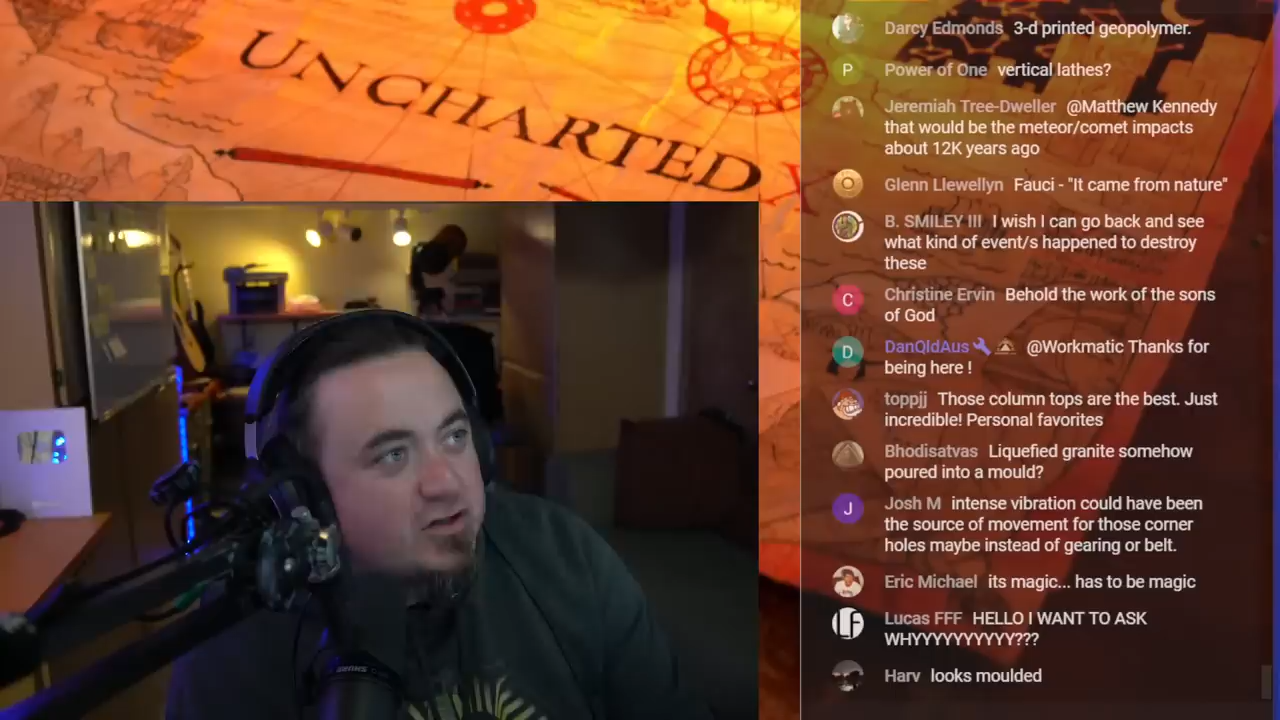 UNCHARTED
Darcy Edmonds 3-d printed geopolymer.
P Power of One vertical lathes?
Jeremiah Tree-Dweller @Matthew Kennedy
that would be the meteor/comet impacts
about 12K years ago
Glenn Llewellyn Fauci - "It came from nature"
B. SMILEY III I wish I can go back and see
what kind of event/s happened to destroy
these
C Christine Ervin Behold the work of the sons
of God
D DanQldAus @Workmatic Thanks for
being here !
toppjj Those column tops are the best. Just
incredible! Personal favorites
Bhodisatvas Liquefied granite somehow
poured into a mould?
J Josh M intense vibration could have been
the source of movement for those corner
holes maybe instead of gearing or belt.
Eric Michael its magic... has to be magic
LF Lucas FFF HELLO I WANT TO ASK
WHYYYYYYYYYY???
Harv looks moulded